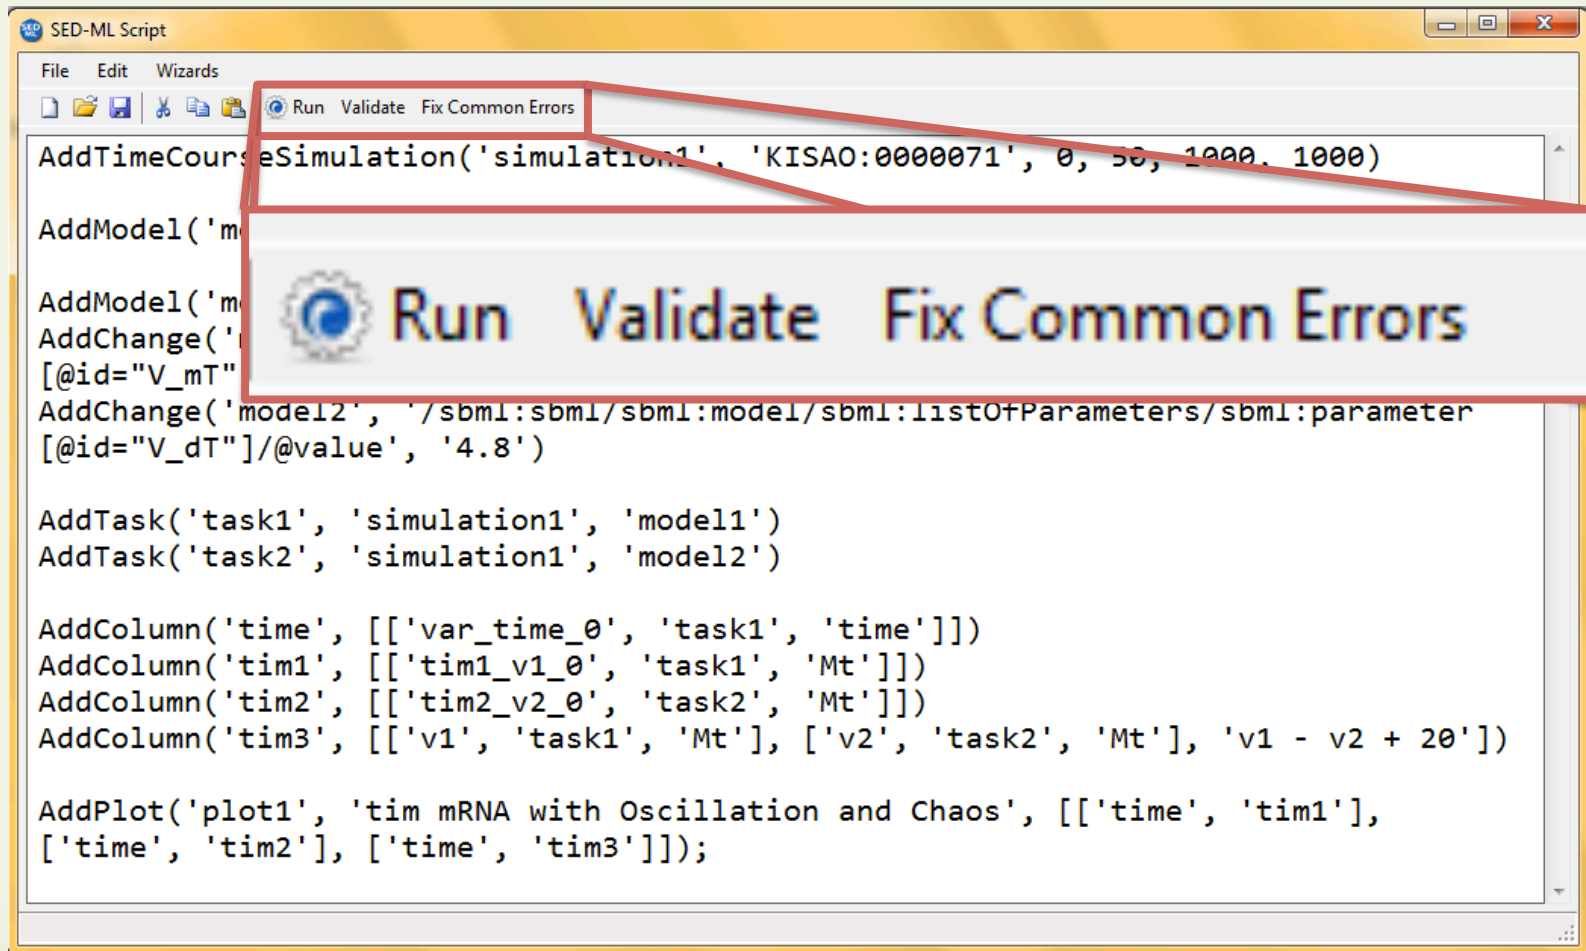 SED-ML Script
File Edit Wizards
Run Validate Fix Common Errors
AddTimeCourseSimulation('simulation1', 'KISAO:0000071', 0, 50, 1000, 1000)
AddModel('m
AddModel('m
Run Validate Fix Common Errors
AddChange('
[@id="V_mT"
AddChange('model2', '/sbml:sbml/sbml:model/sbml:listOfParameters/sbml:parameter
[@id="V_dT"]/@value', '4.8')
AddTask('task1', 'simulation1', 'model1')
AddTask('task2', 'simulation1', 'model2')
AddColumn('time', [['var_time_0', 'task1', 'time']])
AddColumn('tim1', [['tim1_v1_0', 'task1', 'Mt']])
AddColumn('tim2', [['tim2_v2_0', 'task2', 'Mt']])
AddColumn('tim3', [['v1', 'task1', 'Mt'], ['v2', 'task2', 'Mt'], 'v1 - v2 + 20'])
AddPlot('plot1', 'tim mRNA with Oscillation and Chaos', [['time', 'tim1'],
['time', 'tim2'], ['time', 'tim3']]);